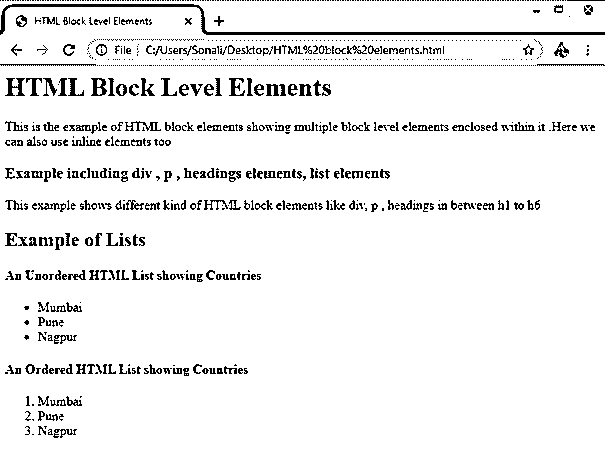 HTML Block Level Elements
File | C:/Users/Sonali/Desktop/HTML%20block%20elements.html
HTML Block Level Elements
This is the example of HTML block elements showing multiple block level elements enclosed within it .Here we
can also use inline elements too
Example including div , p , headings elements, list elements
This example shows different kind of HTML block elements like div, p , headings in between h1 to h6
Example of Lists
An Unordered HTML List showing Countries
• Mumbai
• Pune
• Nagpur
An Ordered HTML List showing Countries
1. Mumbai
2. Pune
3. Nagpur